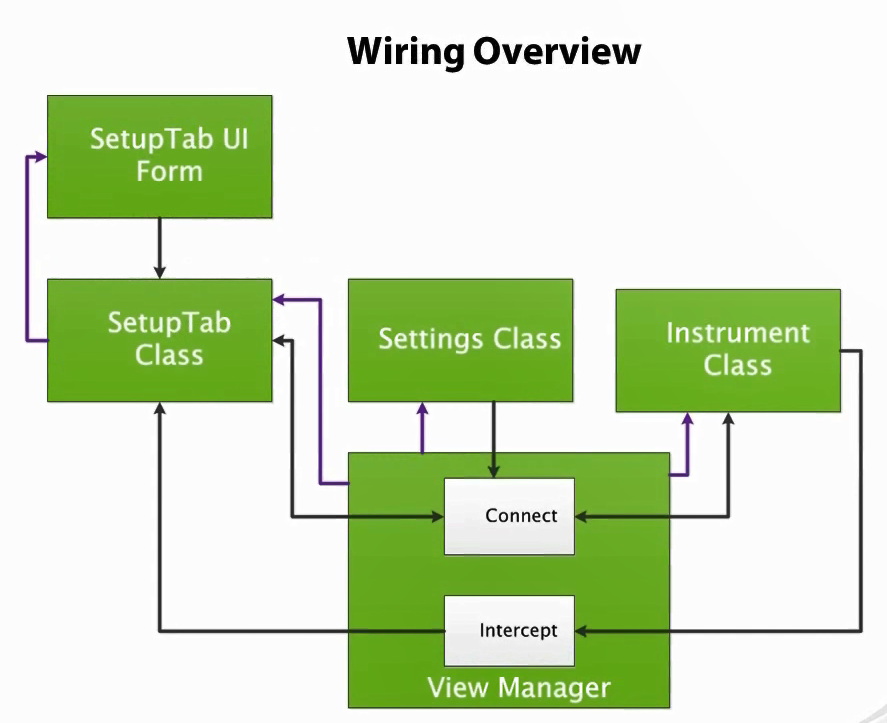 Wiring Overview
SetupTab UI
Form
SetupTab
Class
Settings Class
Instrument
Class
Connect
Intercept
View Manager